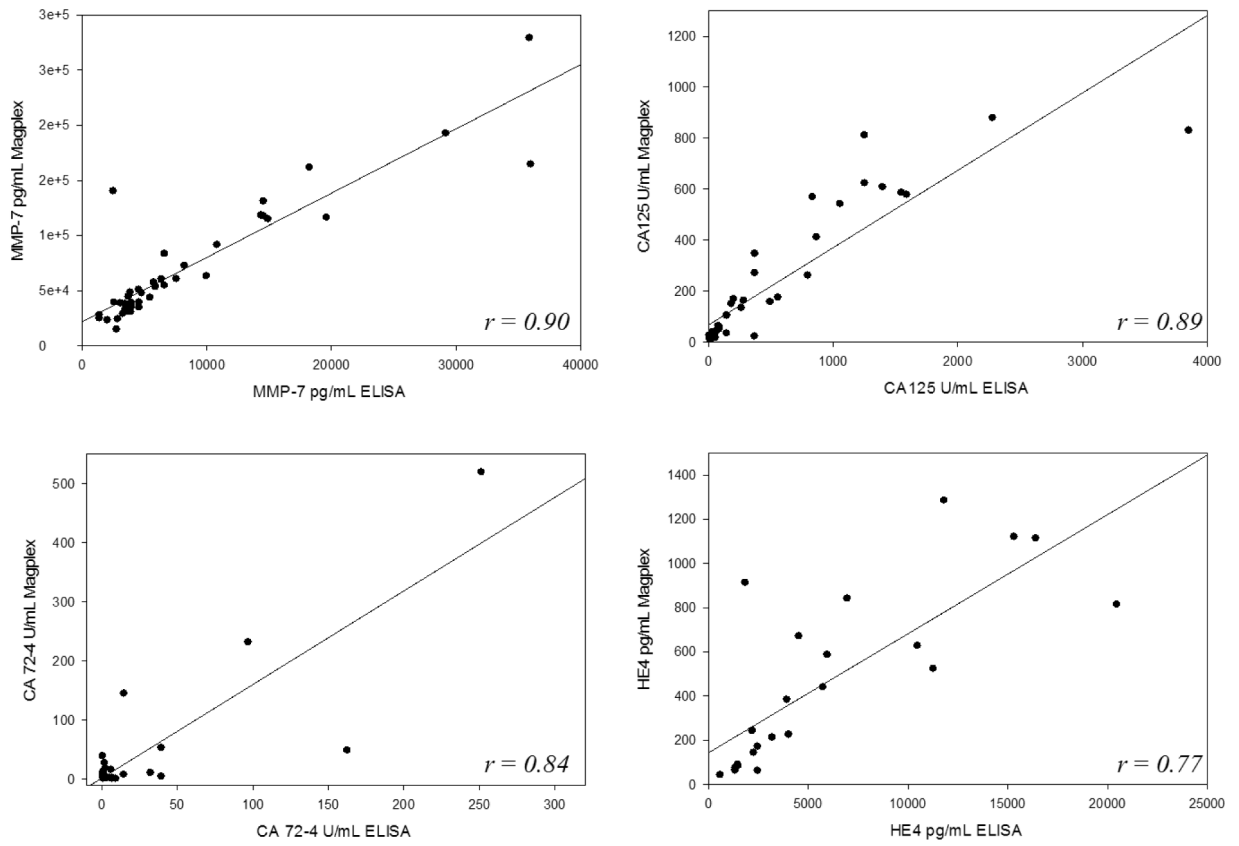 3e+5
3e+5
2e+5
2e+5
1e+5
5e+4
0
MMP-7 pg/mL Magplex
0 10000 20000 30000 40000
MMP-7 pg/mL ELISA
r = 0.90
1200
1000
800
600
400
200
0
CA125 U/mL Magplex
0 1000 2000 3000 4000
CA125 U/mL ELISA
r = 0.89
500
400
300
200
100
0
CA 72-4 U/mL Magplex
0 50 100 150 200 250 300
CA 72-4 U/mL ELISA
r = 0.84
1400
1200
1000
800
600
400
200
0
HE4 pg/mL Magplex
0 5000 10000 15000 20000 25000
HE4 pg/mL ELISA
r = 0.77